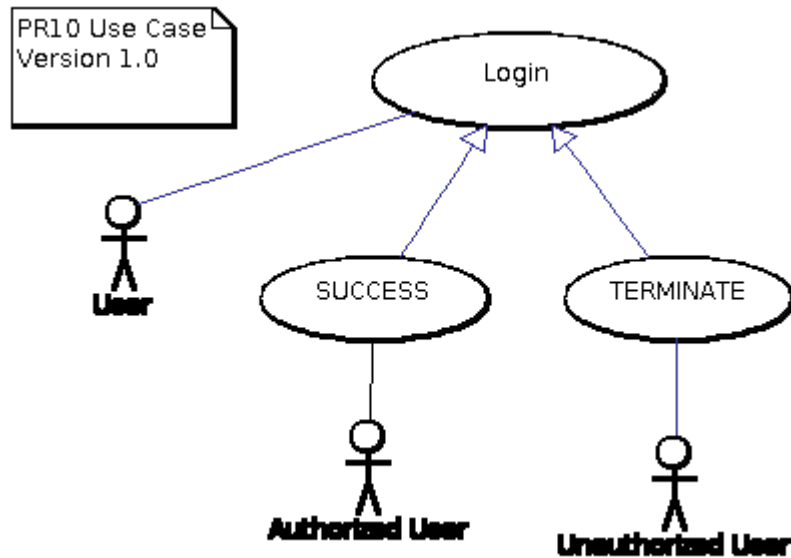 PR10 Use Case
Version 1.0
Login
User
SUCCESS
TERMINATE
Authorized User
Unauthorized User